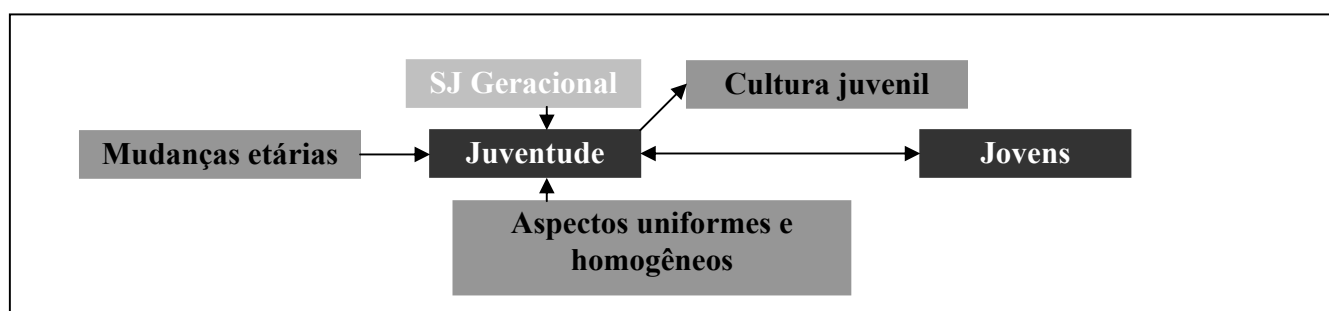 SJ Geracional
Cultura juvenil
Mudanças etárias
Juventude
Jovens
Aspectos uniformes e
homogêneos